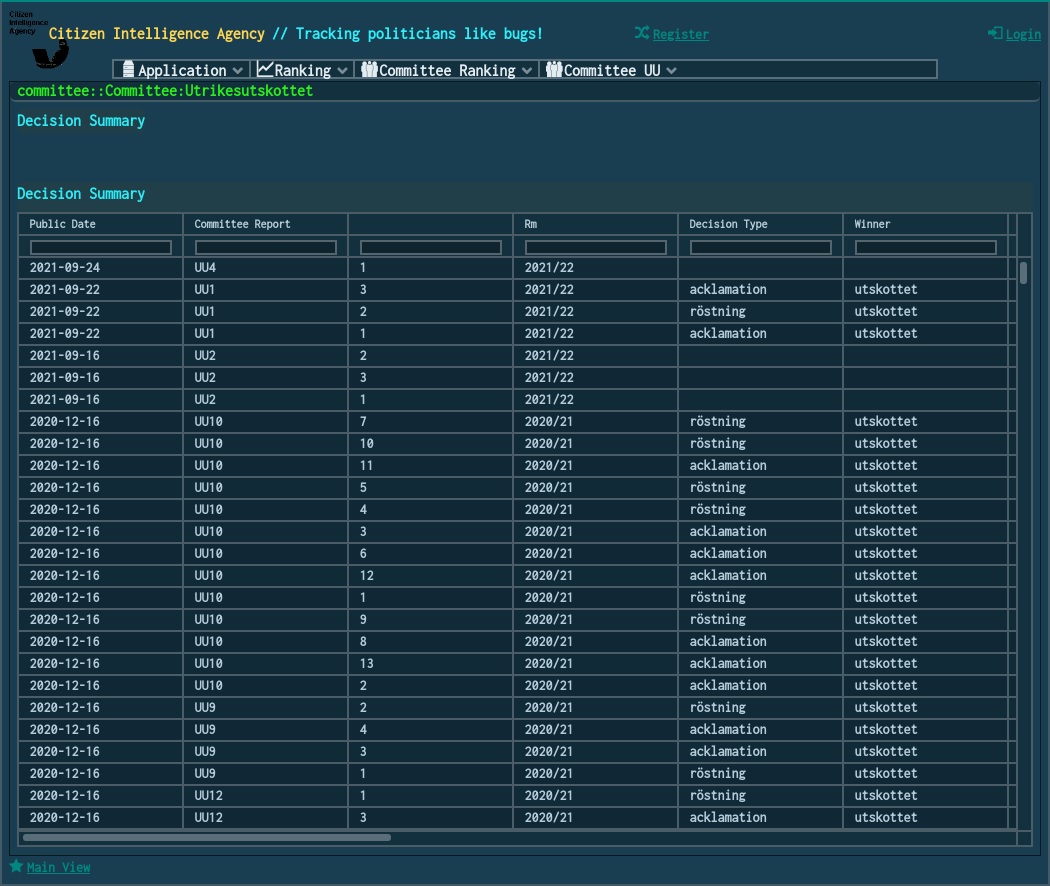 Citizen
Intelligence
Agency
Citizen Intelligence Agency // Tracking politicians like bugs!
Register
Login
Application Ranking Committee Ranking Committee UU
committee::Committee:Utrikesutskottet
Decision Summary
Decision Summary
Public Date Committee Report Rm Decision Type Winner
2021-09-24 UU4 1 2021/22
2021-09-22 UU1 3 2021/22 acklamation utskottet
2021-09-22 UU1 2 2021/22 röstning utskottet
2021-09-22 UU1 1 2021/22 acklamation utskottet
2021-09-16 UU2 2 2021/22
2021-09-16 UU2 3 2021/22
2021-09-16 UU2 1 2021/22
2020-12-16 UU10 7 2020/21 röstning utskottet
2020-12-16 UU10 10 2020/21 röstning utskottet
2020-12-16 UU10 11 2020/21 acklamation utskottet
2020-12-16 UU10 5 2020/21 röstning utskottet
2020-12-16 UU10 4 2020/21 röstning utskottet
2020-12-16 UU10 3 2020/21 acklamation utskottet
2020-12-16 UU10 6 2020/21 acklamation utskottet
2020-12-16 UU10 12 2020/21 acklamation utskottet
2020-12-16 UU10 1 2020/21 röstning utskottet
2020-12-16 UU10 9 2020/21 röstning utskottet
2020-12-16 UU10 8 2020/21 acklamation utskottet
2020-12-16 UU10 13 2020/21 acklamation utskottet
2020-12-16 UU10 2 2020/21 acklamation utskottet
2020-12-16 UU9 2 2020/21 röstning utskottet
2020-12-16 UU9 4 2020/21 acklamation utskottet
2020-12-16 UU9 3 2020/21 acklamation utskottet
2020-12-16 UU9 1 2020/21 röstning utskottet
2020-12-16 UU12 1 2020/21 röstning utskottet
2020-12-16 UU12 3 2020/21 acklamation utskottet
Main View